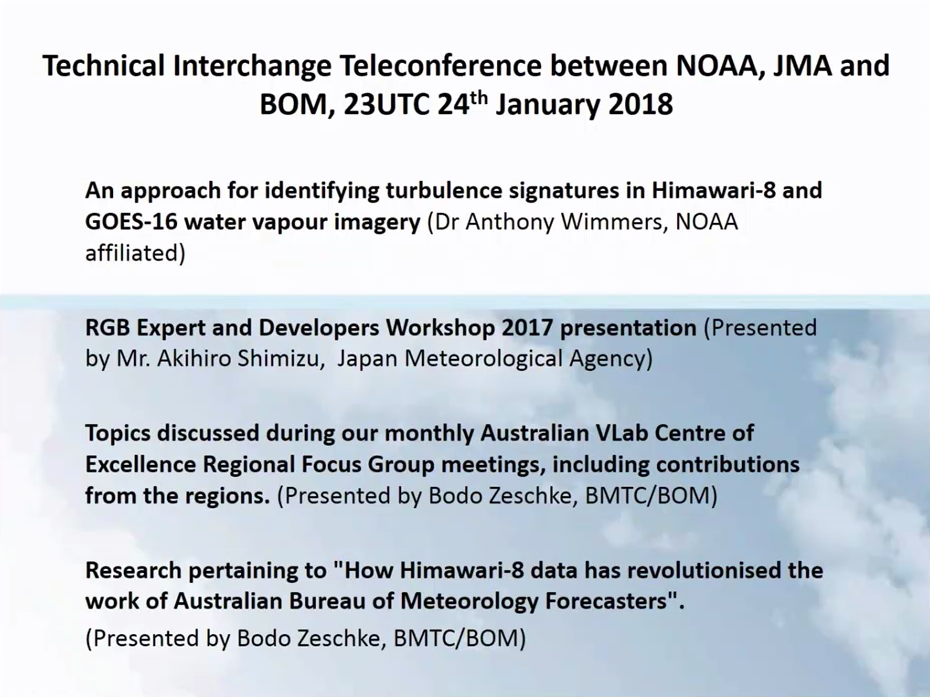 Technical Interchange Teleconference between NOAA, JMA and
BOM, 23UTC 24th January 2018
An approach for identifying turbulence signatures in Himawari-8 and
GOES-16 water vapour imagery (Dr Anthony Wimmers, NOAA
affiliated)
RGB Expert and Developers Workshop 2017 presentation (Presented
by Mr. Akihiro Shimizu,  Japan Meteorological Agency)
Topics discussed during our monthly Australian VLab Centre of
Excellence Regional Focus Group meetings, including contributions
from the regions. (Presented by Bodo Zeschke, BMTC/BOM)
Research pertaining to "How Himawari-8 data has revolutionised the
work of Australian Bureau of Meteorology Forecasters".
(Presented by Bodo Zeschke, BMTC/BOM)